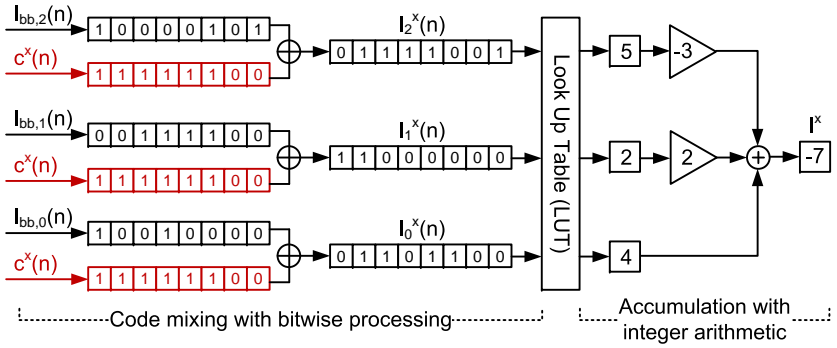 I_bb,2(n) 1 0 0 0 0 1 0 1
I_2^x(n)
0 1 1 1 1 0 0 1
c^x(n) 1 1 1 1 1 1 0 0
I_bb,1(n) 0 0 1 1 1 1 0 0
I_1^x(n)
1 1 0 0 0 0 0 0
c^x(n) 1 1 1 1 1 1 0 0
I_bb,0(n) 1 0 0 1 0 0 0 0
I_0^x(n)
0 1 1 0 1 1 0 0
c^x(n) 1 1 1 1 1 1 0 0
Look Up Table (LUT)
5 -3
2 2
4
+
I^x
-7
Code mixing with bitwise processing
Accumulation with
integer arithmetic